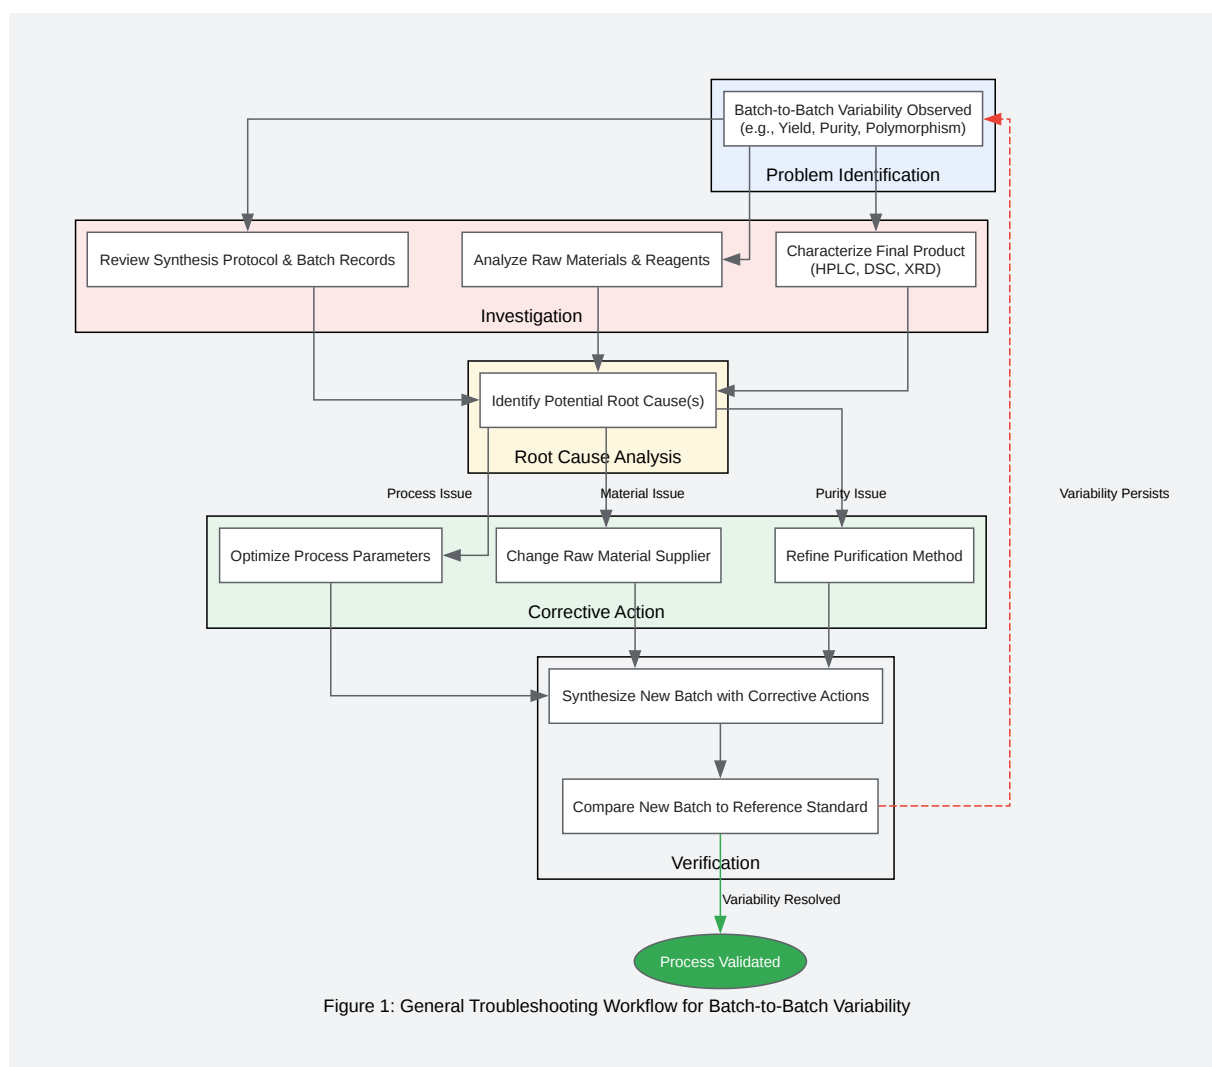 Batch-to-Batch Variability Observed
(e.g., Yield, Purity, Polymorphism)
Problem Identification
Review Synthesis Protocol & Batch Records
Analyze Raw Materials & Reagents
Characterize Final Product
(HPLC, DSC, XRD)
Investigation
Identify Potential Root Cause(s)
Root Cause Analysis
Process Issue
Material Issue
Purity Issue
Variability Persists
Optimize Process Parameters
Change Raw Material Supplier
Refine Purification Method
Corrective Action
Synthesize New Batch with Corrective Actions
Compare New Batch to Reference Standard
Verification
Variability Resolved
Process Validated
Figure 1: General Troubleshooting Workflow for Batch-to-Batch Variability